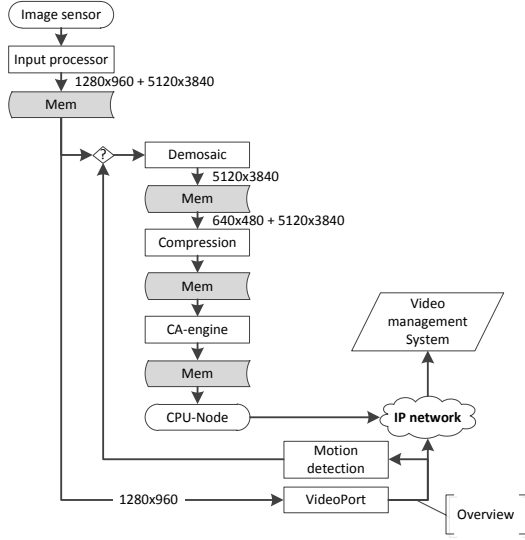 Image sensor
Input processor
1280x960 + 5120x3840
Mem
?
Demosaic
5120x3840
Mem
640x480 + 5120x3840
Compression
Mem
CA-engine
Mem
CPU-Node
Video
management
System
IP network
Motion
detection
1280x960
VideoPort
Overview